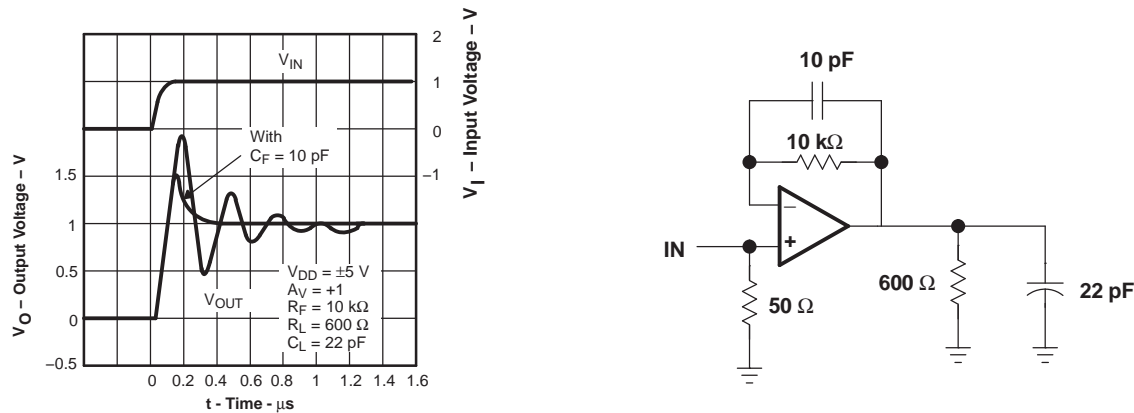 V_O – Output Voltage – V
1.5
1
0.5
0
–0.5
V_IN
With
C_F = 10 pF
V_OUT
V_DD = ±5 V
A_V = +1
R_F = 10 kΩ
R_L = 600 Ω
C_L = 22 pF
2
1
0
–1
V_I – Input Voltage – V
0 0.2 0.4 0.6 0.8 1 1.2 1.4 1.6
t - Time - μs
10 pF
10 kΩ
–
+
IN
50 Ω
600 Ω
22 pF